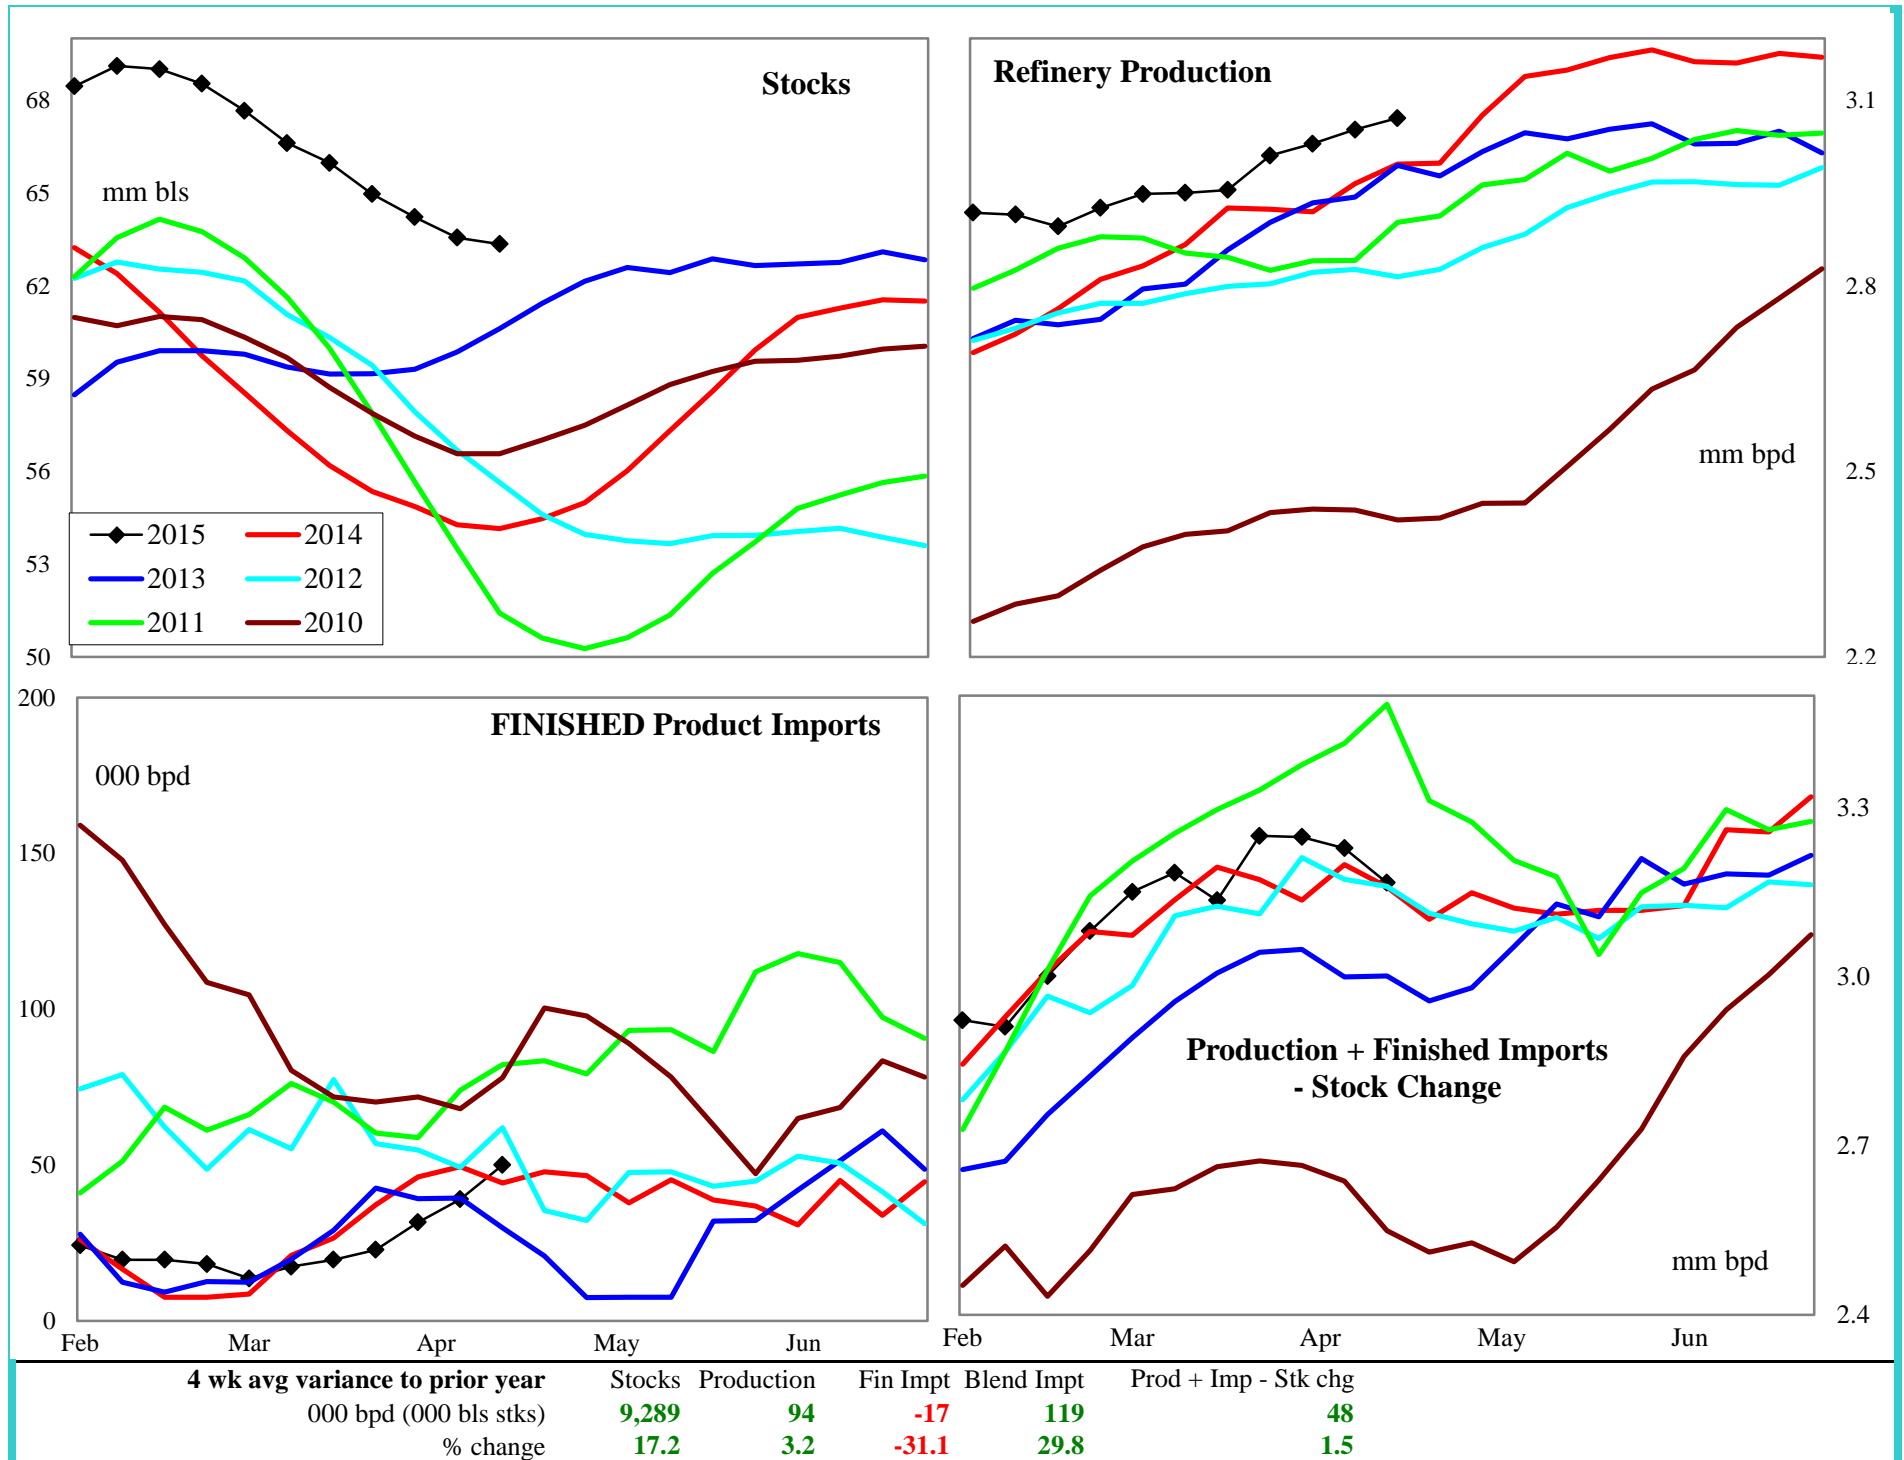 Stocks
68
65
62
59
56
53
50
mm bls
2015
2014
2013
2012
2011
2010
Refinery Production
3.1
2.8
2.5
2.2
mm bpd
FINISHED Product Imports
200
150
100
50
0
000 bpd
Feb
Mar
Apr
May
Jun
3.3
3.0
2.7
2.4
Production + Finished Imports
- Stock Change
mm bpd
Feb
Mar
Apr
May
Jun
4 wk avg variance to prior year Stocks Production Fin Impt Blend Impt Prod + Imp - Stk chg
000 bpd (000 bls stks) 9,289 94 -17 119 48
% change 17.2 3.2 -31.1 29.8 1.5